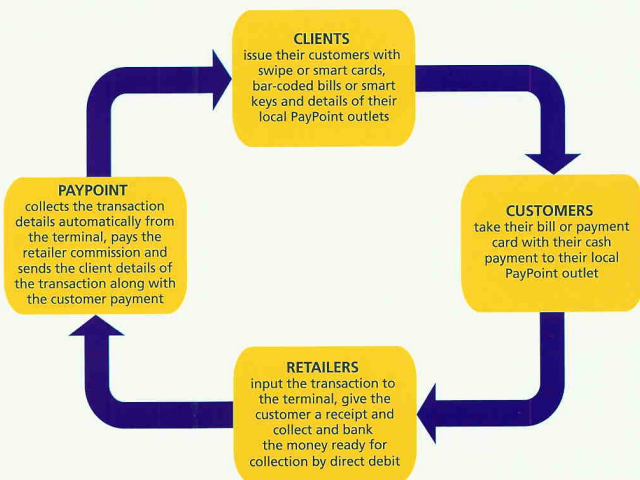 CLIENTS
issue their customers with
swipe or smart cards,
bar-coded bills or smart
keys and details of their
local PayPoint outlets
CUSTOMERS
take their bill or payment
card with their cash
payment to their local
PayPoint outlet
RETAILERS
input the transaction to
the terminal, give the
customer a receipt and
collect and bank
the money ready for
collection by direct debit
PAYPOINT
collects the transaction
details automatically from
the terminal, pays the
retailer commission and
sends the client details of
the transaction along with
the customer payment